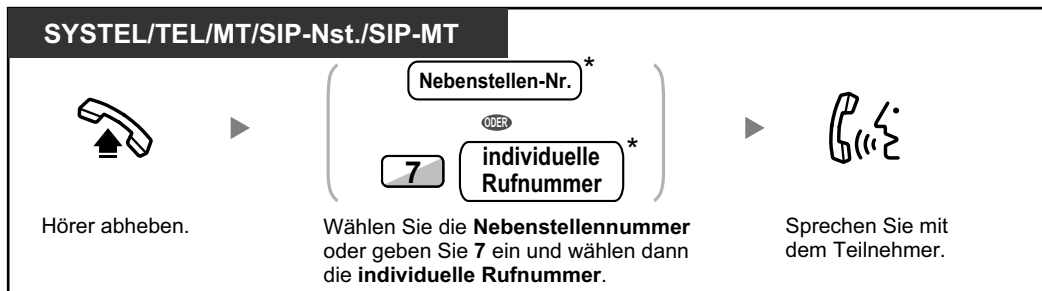 SYSTEL/TEL/MT/SIP-Nst./SIP-MT
Nebenstellen-Nr.*
ODER
7 individuelle Rufnummer*
Hörer abheben.
Wählen Sie die Nebenstellennummer
oder geben Sie 7 ein und wählen dann
die individuelle Rufnummer.
Sprechen Sie mit
dem Teilnehmer.